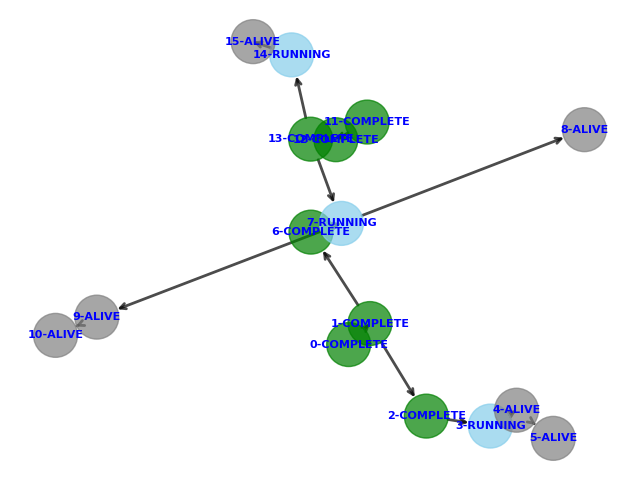 15-ALIVE
14-RUNNING
11-COMPLETE
13-COMPLETE
12-COMPLETE
8-ALIVE
7-RUNNING
6-COMPLETE
9-ALIVE
10-ALIVE
1-COMPLETE
0-COMPLETE
2-COMPLETE
4-ALIVE
3-RUNNING
5-ALIVE